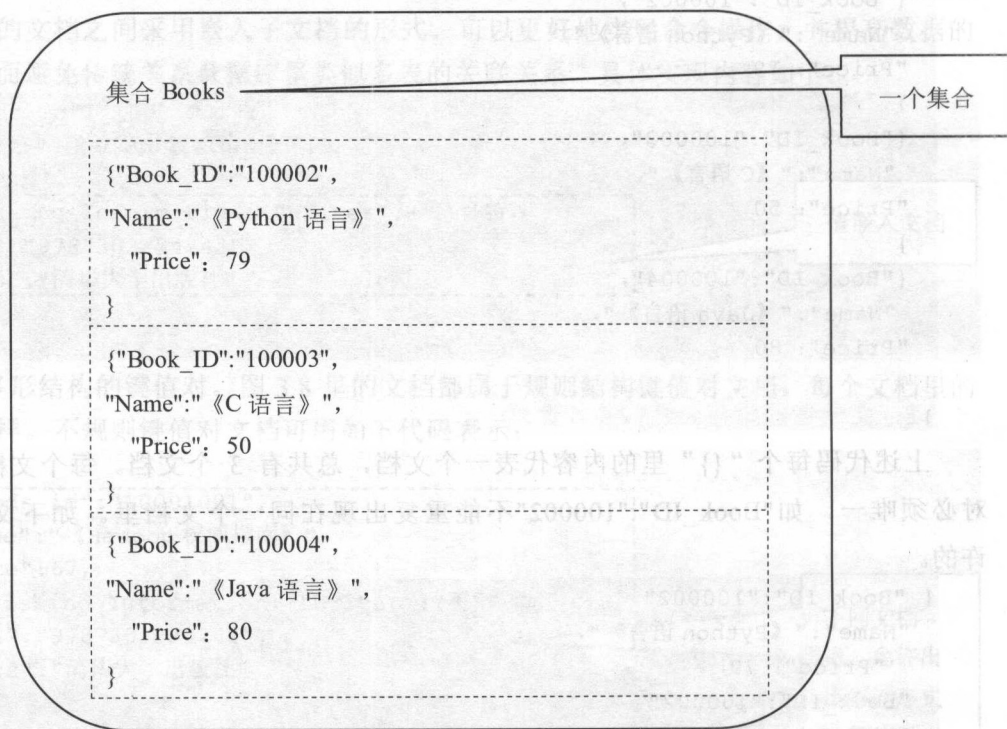 集合 Books
一个集合
{"Book_ID":"100002",
"Name":"《Python 语言》",
"Price": 79
}
{"Book_ID":"100003",
"Name":"《C 语言》",
"Price": 50
}
{"Book_ID":"100004",
"Name":"《Java 语言》"
"Price": 80
}